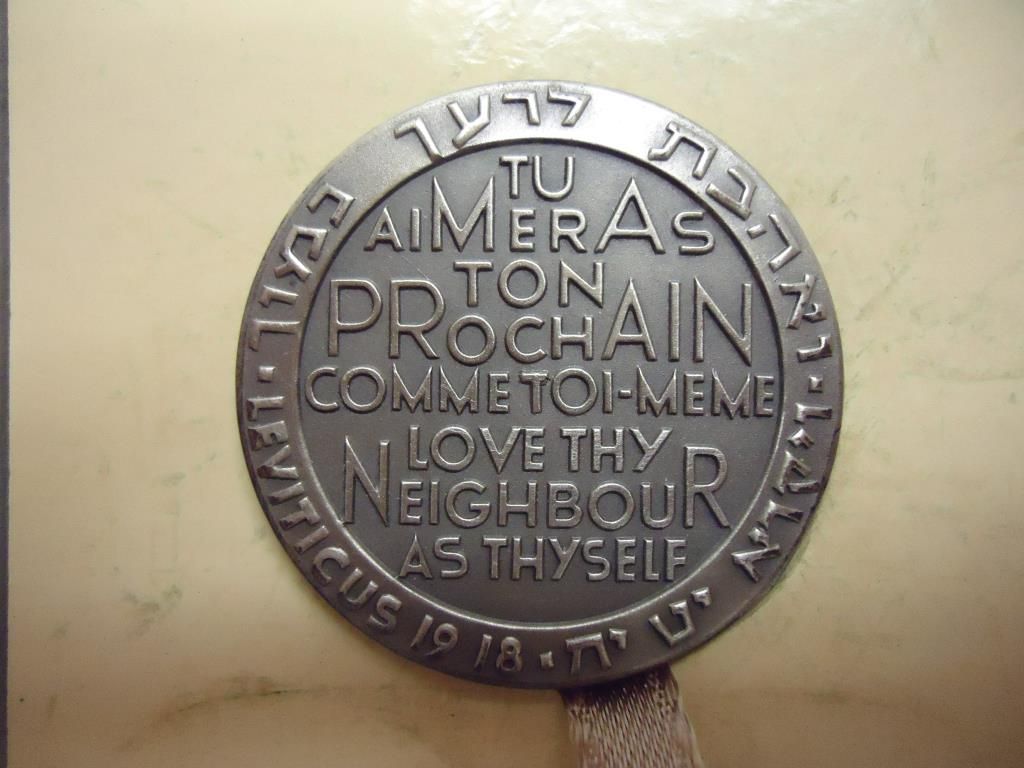 ואהבת לרעך כמוך
TU
AIMERAS
TON
PROCHAIN
COMME TOI-MEME
LOVE THY
NEIGHBOUR
AS THYSELF
· LEVITICUS 19 18 ·
ויקרא יט יח ·